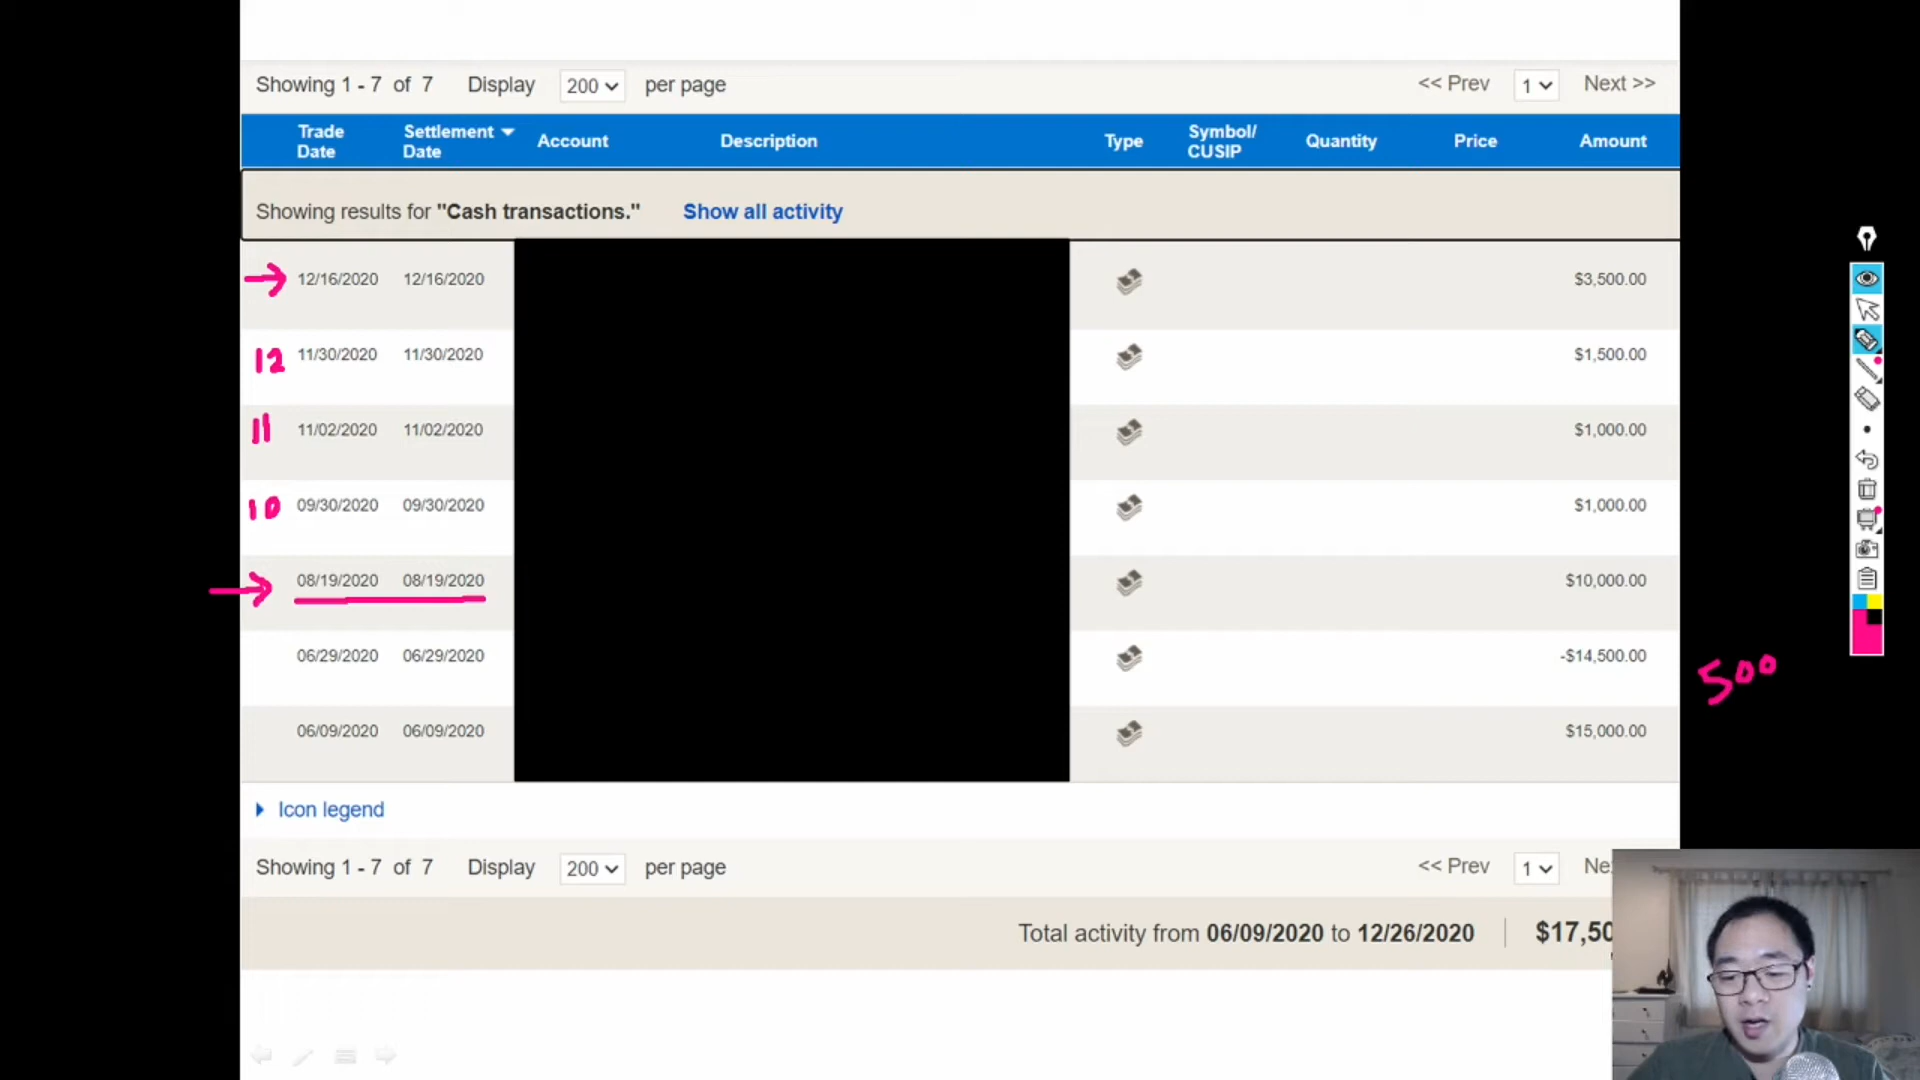 Showing 1 - 7 of 7 Display 200 per page << Prev 1 Next >>
Trade Date Settlement Date Account Description Type Symbol/ CUSIP Quantity Price Amount
Showing results for "Cash transactions." Show all activity
12/16/2020 12/16/2020 $3,500.00
12 11/30/2020 11/30/2020 $1,500.00
11 11/02/2020 11/02/2020 $1,000.00
10 09/30/2020 09/30/2020 $1,000.00
08/19/2020 08/19/2020 $10,000.00
06/29/2020 06/29/2020 -$14,500.00
500
06/09/2020 06/09/2020 $15,000.00
Icon legend
Showing 1 - 7 of 7 Display 200 per page << Prev 1
Total activity from 06/09/2020 to 12/26/2020 $17,50